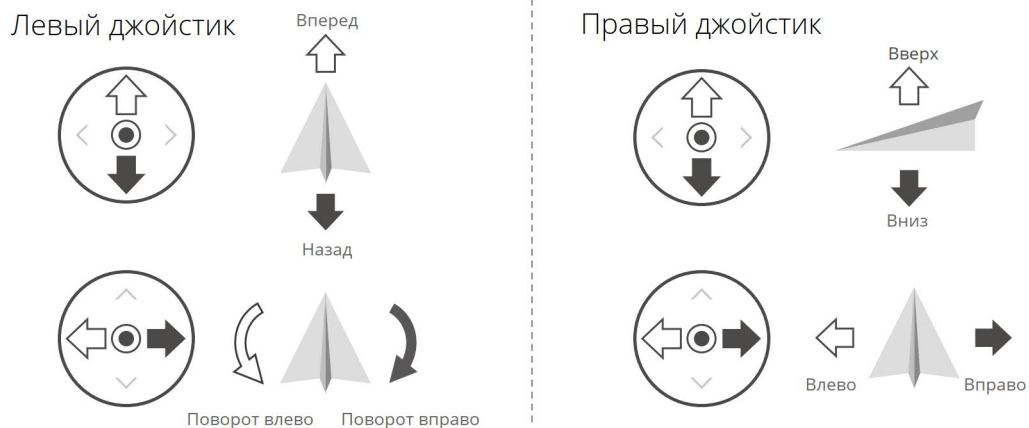 Левый джойстик
Вперед
Назад
Поворот влево
Поворот вправо
Правый джойстик
Вверх
Вниз
Влево
Вправо